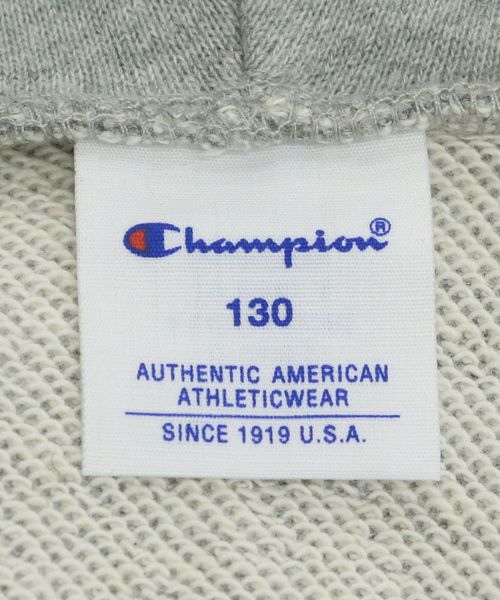 Champion®
130
AUTHENTIC AMERICAN
ATHLETICWEAR
SINCE 1919 U.S.A.